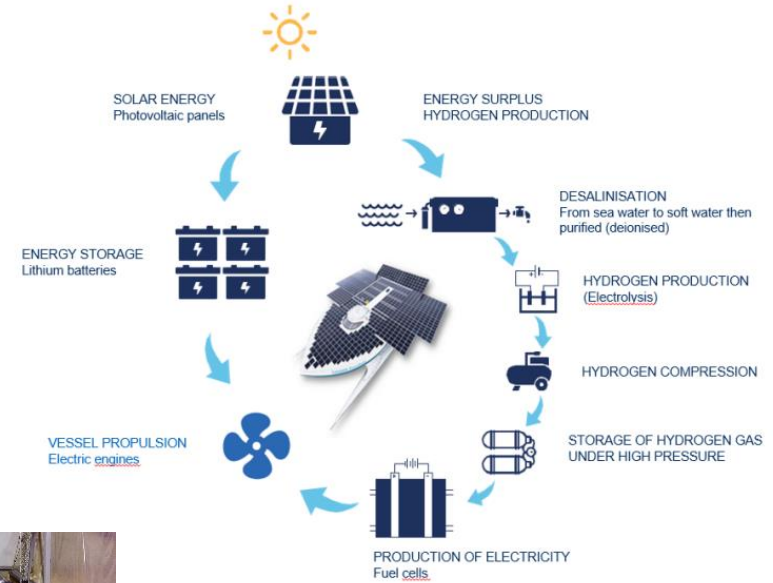 SOLAR ENERGY
Photovoltaic panels
ENERGY SURPLUS
HYDROGEN PRODUCTION
DESALINISATION
From sea water to soft water then
purified (deionised)
ENERGY STORAGE
Lithium batteries
HYDROGEN PRODUCTION
(Electrolysis)
HYDROGEN COMPRESSION
VESSEL PROPULSION
Electric engines
STORAGE OF HYDROGEN GAS
UNDER HIGH PRESSURE
PRODUCTION OF ELECTRICITY
Fuel cells